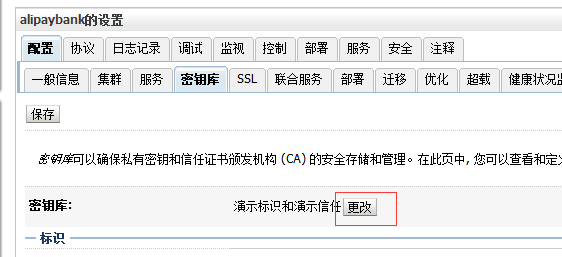 alipaybank的设置
配置 协议 日志记录 调试 监视 控制 部署 服务 安全 注释
一般信息 集群 服务 密钥库 SSL 联合服务 部署 迁移 优化 超载 健康状况监
保存
密钥库可以确保私有密钥和信任证书颁发机构 (CA) 的安全存储和管理。在此页中, 您可以查看和定义
密钥库: 演示标识和演示信任 更改
标识